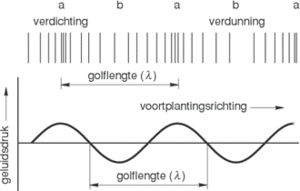 a b a b a
verdichting verdunning
golflengte (λ)
voortplantingsrichting
geluidsdruk
golflengte (λ)